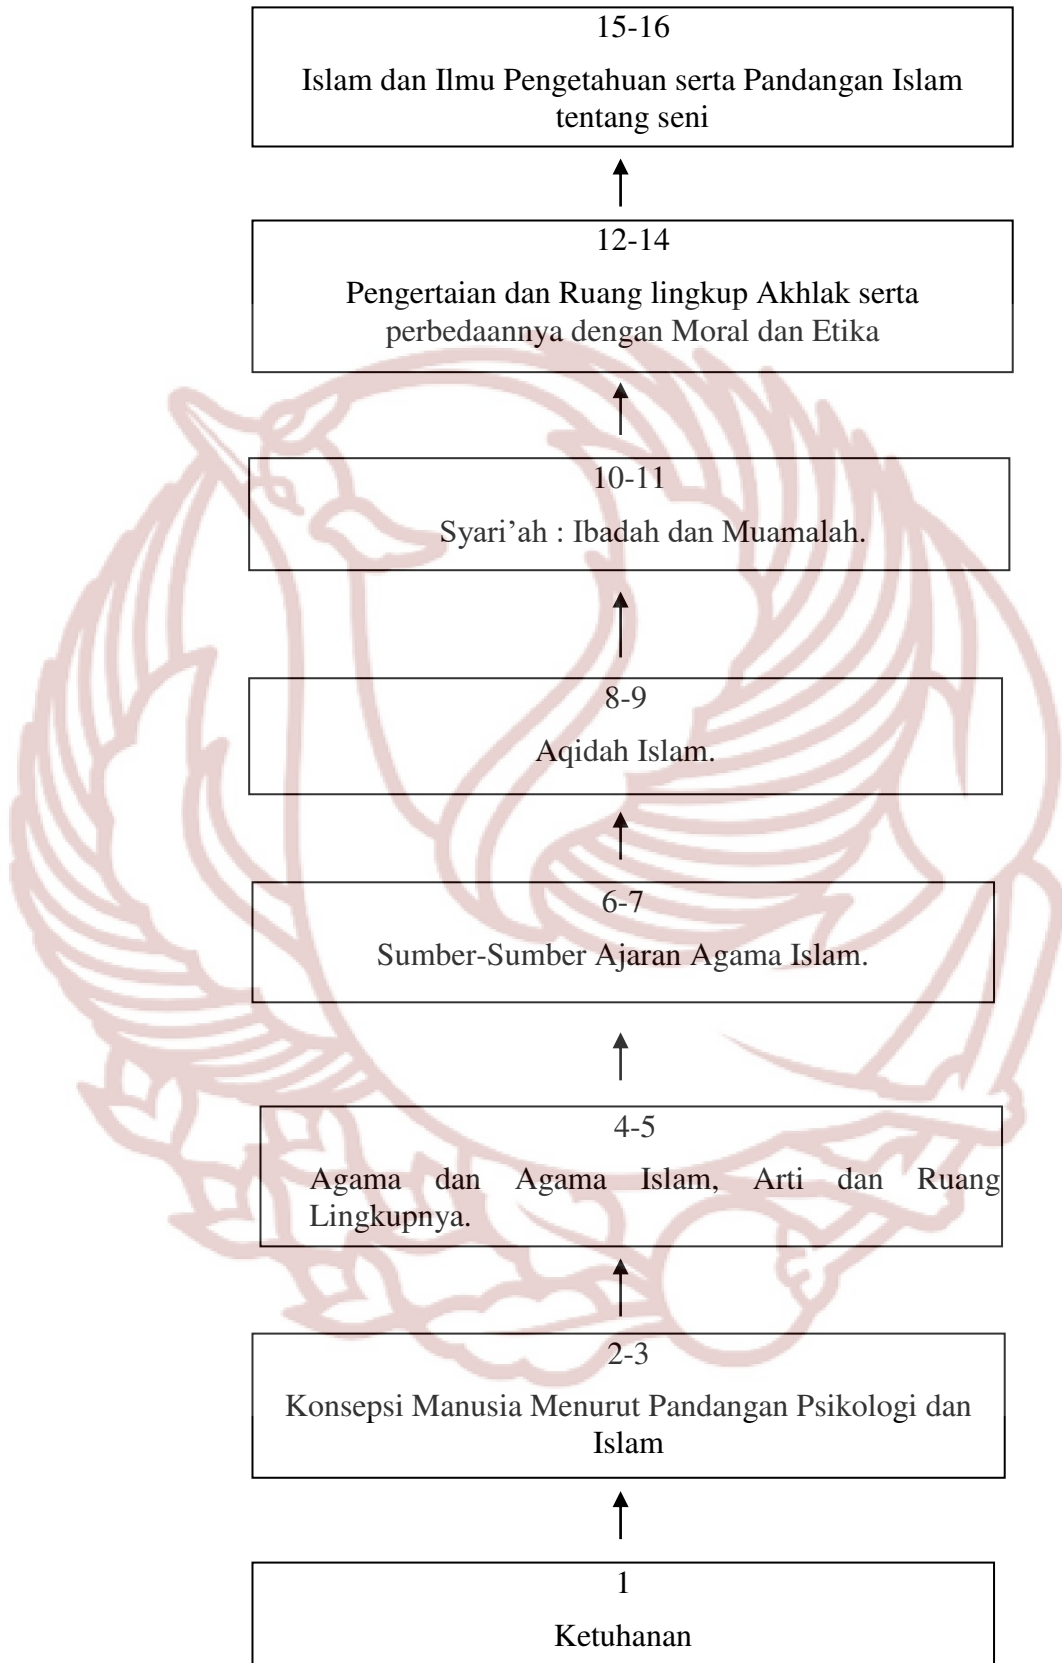 15-16
Islam dan Ilmu Pengetahuan serta Pandangan Islam
tentang seni
12-14
Pengertaian dan Ruang lingkup Akhlak serta
perbedaannya dengan Moral dan Etika
10-11
Syari’ah : Ibadah dan Muamalah.
8-9
Aqidah Islam.
6-7
Sumber-Sumber Ajaran Agama Islam.
4-5
Agama dan Agama Islam, Arti dan Ruang
Lingkupnya.
2-3
Konsepsi Manusia Menurut Pandangan Psikologi dan
Islam
1
Ketuhanan